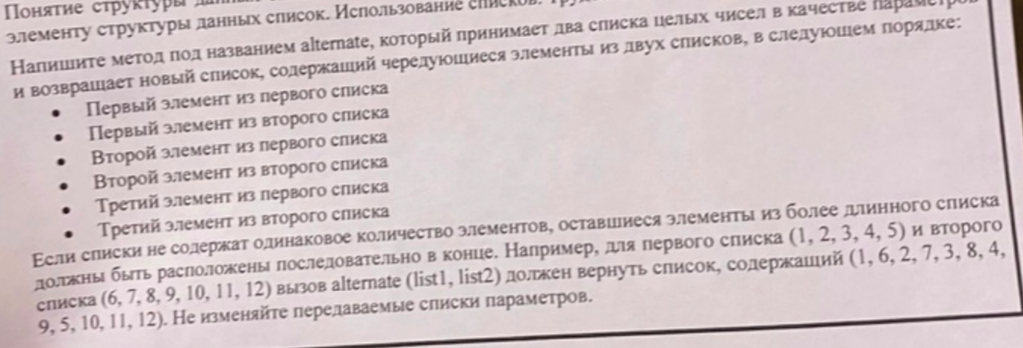 Понятие структуры
элементу структуры данных список. Использование списков.
Напишите метод под названием alternate, который принимает два списка целых чисел в качестве параметров
и возвращает новый список, содержащий чередующиеся элементы из двух списков, в следующем порядке:
• Первый элемент из первого списка
• Первый элемент из второго списка
• Второй элемент из первого списка
• Второй элемент из второго списка
• Третий элемент из первого списка
• Третий элемент из второго списка
Если списки не содержат одинаковое количество элементов, оставшиеся элементы из более длинного списка
должны быть расположены последовательно в конце. Например, для первого списка (1, 2, 3, 4, 5) и второго
списка (6, 7, 8, 9, 10, 11, 12) вызов alternate (list1, list2) должен вернуть список, содержащий (1, 6, 2, 7, 3, 8, 4,
9, 5, 10, 11, 12). Не изменяйте передаваемые списки параметров.